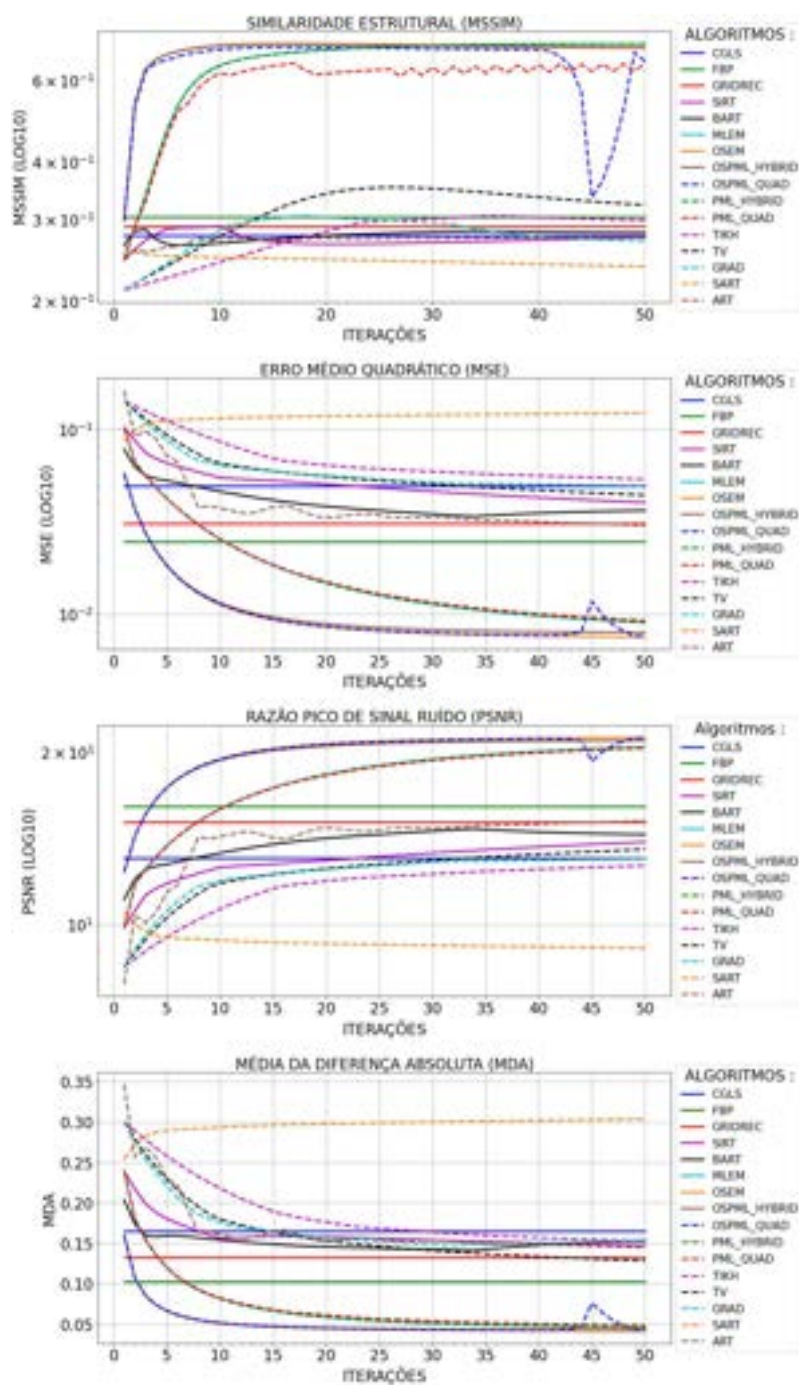 SIMILARIDADE ESTRUTURAL (MSSIM)
MSSIM (LOG10)
6 × 10⁻¹
4 × 10⁻¹
3 × 10⁻¹
2 × 10⁻¹
0 5 10 15 20 25 30 35 40 45 50
ITERAÇÕES
ALGORITMOS :
CGLS
FBP
GRIDREC
SIRT
BART
MLEM
OSEM
OSPML_HYBRID
OSPML_QUAD
PML_HYBRID
PML_QUAD
TIKH
TV
GRAD
SART
ART
ERRO MÉDIO QUADRÁTICO (MSE)
MSE (LOG10)
10⁻¹
10⁻²
0 5 10 15 20 25 30 35 40 45 50
ITERAÇÕES
ALGORITMOS :
CGLS
FBP
GRIDREC
SIRT
BART
MLEM
OSEM
OSPML_HYBRID
OSPML_QUAD
PML_HYBRID
PML_QUAD
TIKH
TV
GRAD
SART
ART
RAZÃO PICO DE SINAL RUÍDO (PSNR)
PSNR (LOG10)
2 × 10¹
10¹
0 5 10 15 20 25 30 35 40 45 50
ITERAÇÕES
Algoritmos :
CGLS
FBP
GRIDREC
SIRT
BART
MLEM
OSEM
OSPML_HYBRID
OSPML_QUAD
PML_HYBRID
PML_QUAD
TIKH
TV
GRAD
SART
ART
MÉDIA DA DIFERENÇA ABSOLUTA (MDA)
MDA
0.35
0.30
0.25
0.20
0.15
0.10
0.05
0 5 10 15 20 25 30 35 40 45 50
ITERAÇÕES
ALGORITMOS :
CGLS
FBP
GRIDREC
SIRT
BART
MLEM
OSEM
OSPML_HYBRID
OSPML_QUAD
PML_HYBRID
PML_QUAD
TIKH
TV
GRAD
SART
ART